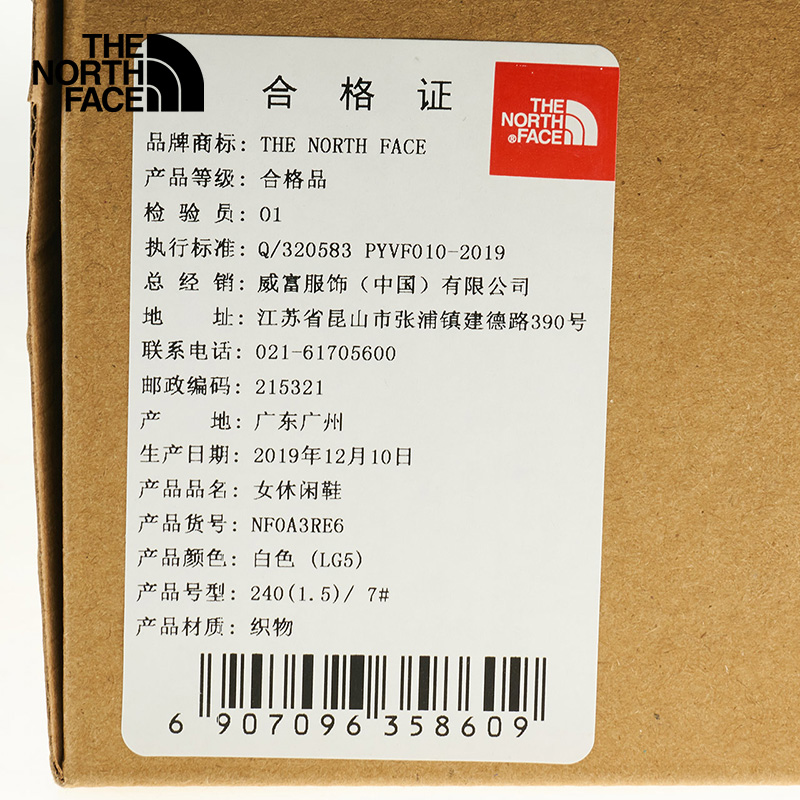 THE
NORTH
FACE
合格证
THE
NORTH
®FACE
品牌商标: THE NORTH FACE
产品等级: 合格品
检验员: 01
执行标准: Q/320583 PYVF010-2019
总经销: 威富服饰（中国）有限公司
地址: 江苏省昆山市张浦镇建德路390号
联系电话: 021-61705600
邮政编码: 215321
产地: 广东广州
生产日期: 2019年12月10日
产品品名: 女休闲鞋
产品货号: NF0A3RE6
产品颜色: 白色 (LG5)
产品号型: 240(1.5)/ 7#
产品材质: 织物
6 907096 358609